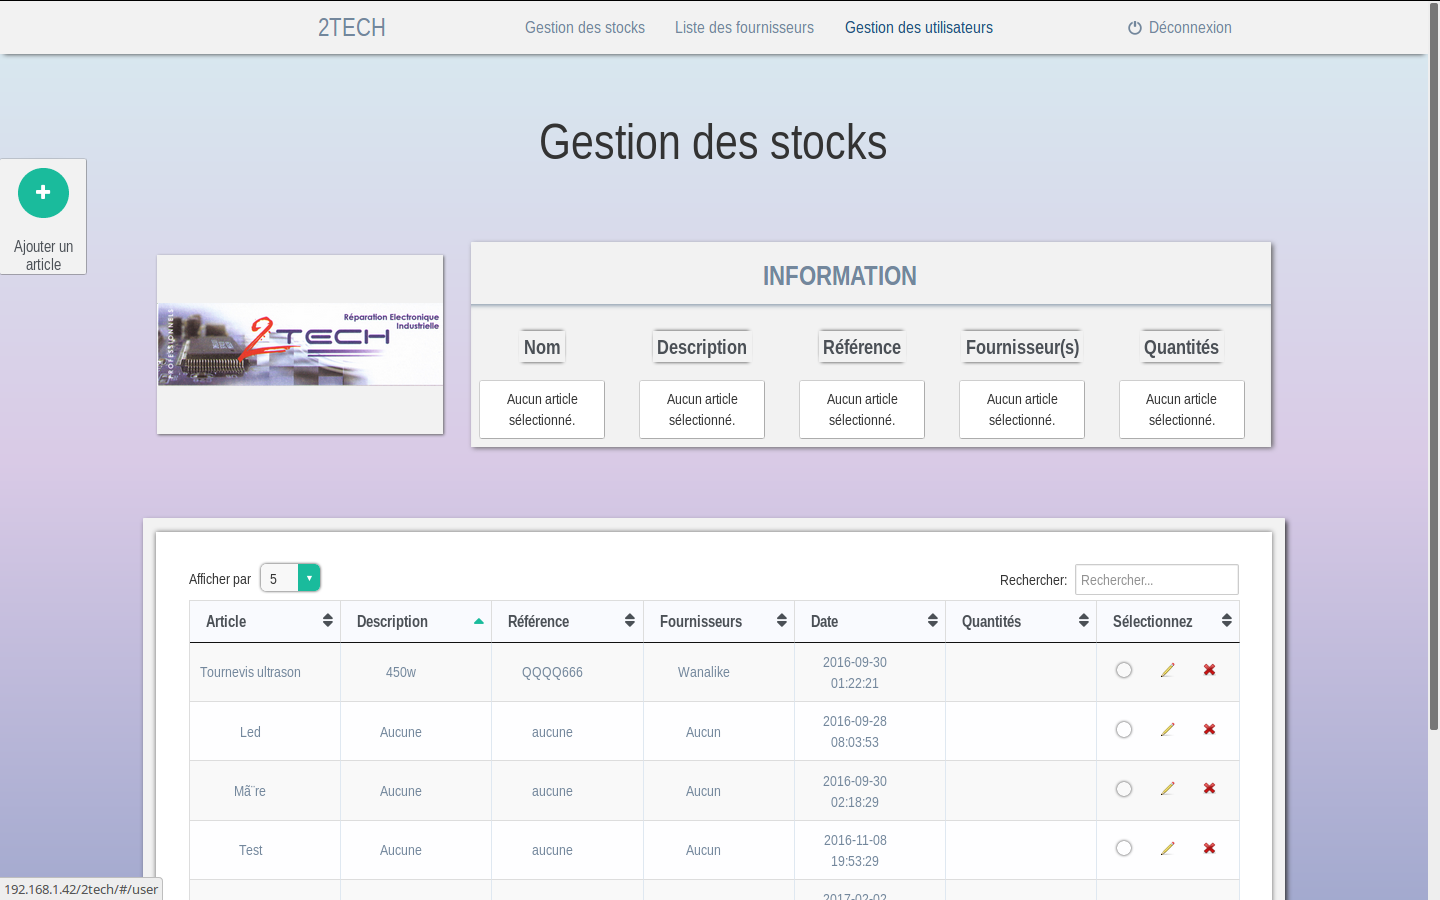 2TECH
Gestion des stocks
Liste des fournisseurs
Gestion des utilisateurs
Déconnexion
Gestion des stocks
Ajouter un
article
PROFESSIONNELS
Réparation Electronique
Industrielle
2TECH
INFORMATION
Nom
Description
Référence
Fournisseur(s)
Quantités
Aucun article
sélectionné.
Aucun article
sélectionné.
Aucun article
sélectionné.
Aucun article
sélectionné.
Aucun article
sélectionné.
Afficher par 5
Rechercher: Rechercher...
Article Description Référence Fournisseurs Date Quantités Sélectionnez
Tournevis ultrason 450w QQQQ666 Wanalike 2016-09-30
01:22:21
Led Aucune aucune Aucun 2016-09-28
08:03:53
Mã¨re Aucune aucune Aucun 2016-09-30
02:18:29
Test Aucune aucune Aucun 2016-11-08
19:53:29
2017-02-02
192.168.1.42/2tech/#/user